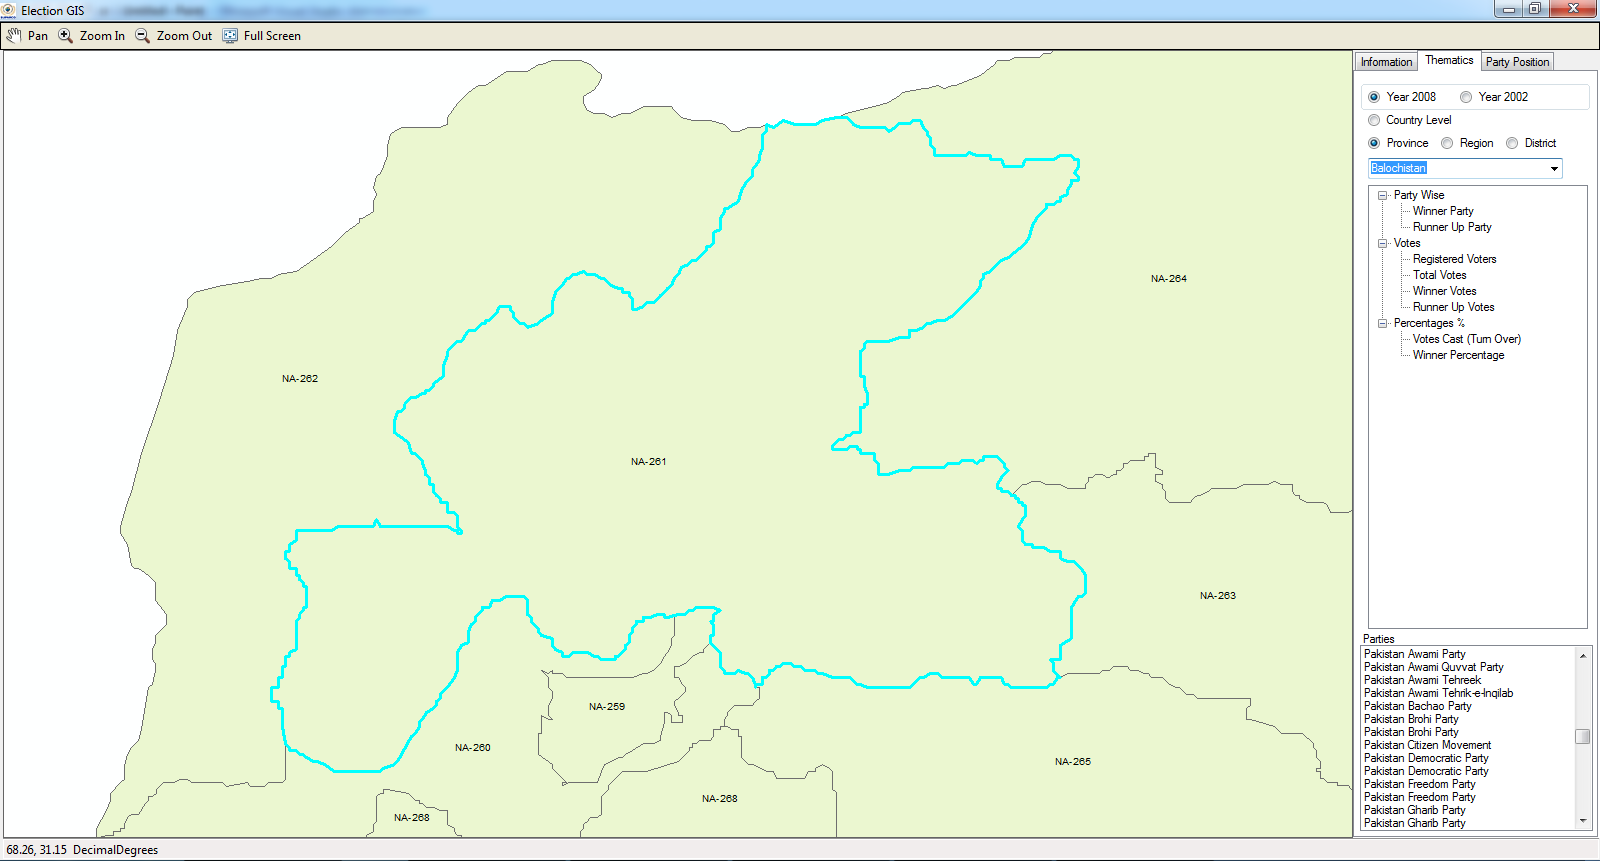 Election GIS
Pan Zoom In Zoom Out Full Screen
Information Thematics Party Position
Year 2008 Year 2002
Country Level
Province Region District
Balochistan
Party Wise
Winner Party
Runner Up Party
Votes
Registered Voters
Total Votes
Winner Votes
Runner Up Votes
Percentages %
Votes Cast (Turn Over)
Winner Percentage
NA-264
NA-262
NA-261
NA-263
NA-259
NA-260
NA-265
NA-268
NA-268
Parties
Pakistan Awami Party
Pakistan Awami Quvvat Party
Pakistan Awami Tehreek
Pakistan Awami Tehrik-e-Inqilab
Pakistan Bachao Party
Pakistan Brohi Party
Pakistan Brohi Party
Pakistan Citizen Movement
Pakistan Democratic Party
Pakistan Democratic Party
Pakistan Freedom Party
Pakistan Freedom Party
Pakistan Gharib Party
Pakistan Gharib Party
68.26, 31.15 DecimalDegrees